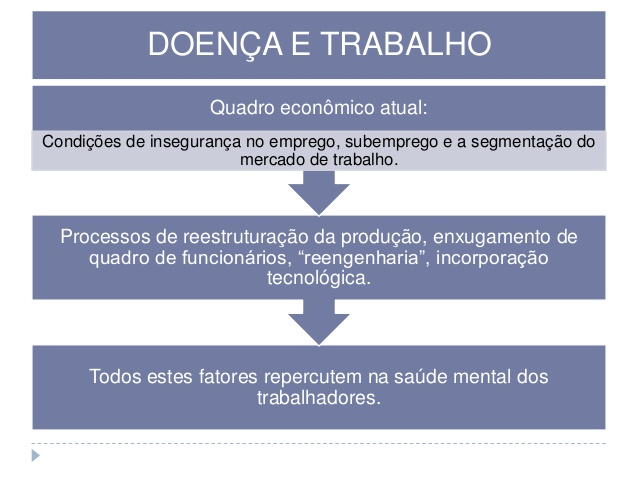 DOENÇA E TRABALHO
Quadro econômico atual:
Condições de insegurança no emprego, subemprego e a segmentação do
mercado de trabalho.
Processos de reestruturação da produção, enxugamento de
quadro de funcionários, “reengenharia”, incorporação
tecnológica.
Todos estes fatores repercutem na saúde mental dos
trabalhadores.